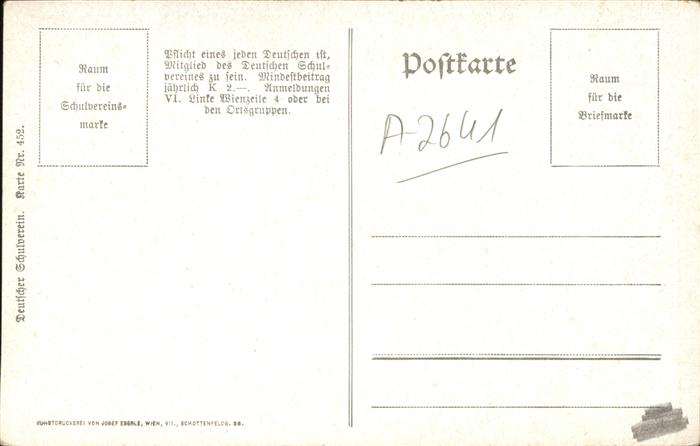 Raum
für die
Schulvereins-
marke
Pflicht eines jeden Deutschen ist,
Mitglied des Deutschen Schul-
vereines zu sein. Mindestbeitrag
jährlich K 2.—. Anmeldungen
VI. Linke Wienzeile 4 oder bei
den Ortsgruppen.
Postkarte
Raum
für die
Briefmarke
A-2641
Deutscher Schulverein. Karte Nr. 452.
KUNSTDRUCKEREI VON JOSEF EBERLE, WIEN, VII., SCHOTTENFELDG. 38.